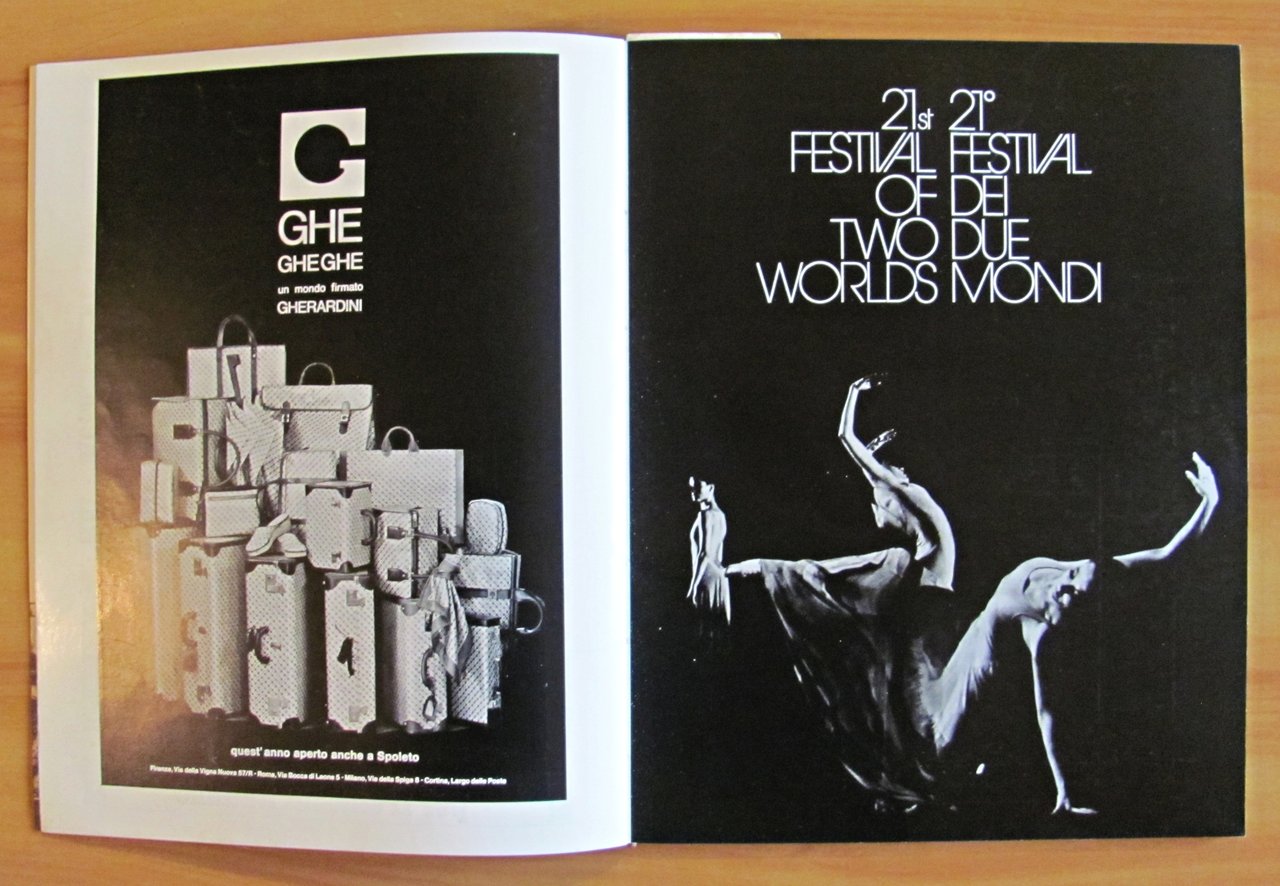 G
GHE
GHEGHE
un mondo firmato
GHERARDINI
quest'anno aperto anche a Spoleto
Firenze, Via della Vigna Nuova 57/R - Roma, Via Bocca di Leone 5 - Milano, Via della Spiga 8 - Cortina, Largo delle Poste
21st 21°
FESTIVAL FESTIVAL
OF DEI
TWO DUE
WORLDS MONDI